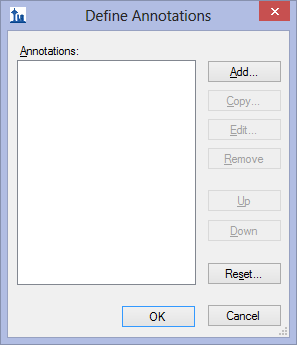 Define Annotations
Annotations:
Add...
Copy...
Edit...
Remove
Up
Down
Reset...
OK
Cancel